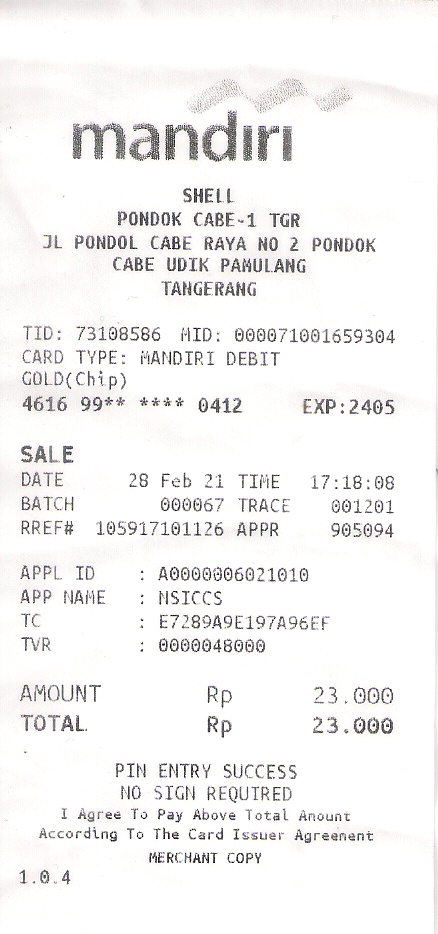 mandiri
SHELL
PONDOK CABE-1 TGR
JL PONDOL CABE RAYA NO 2 PONDOK
CABE UDIK PAMULANG
TANGERANG
TID: 73108586 MID: 000071001659304
CARD TYPE: MANDIRI DEBIT
GOLD(Chip)
4616 99** **** 0412 EXP:2405
SALE
DATE 28 Feb 21 TIME 17:18:08
BATCH 000067 TRACE 001201
RREF# 105917101126 APPR 905094
APPL ID : A0000006021010
APP NAME : NSICCS
TC : E7289A9E197A96EF
TVR : 0000048000
AMOUNT Rp 23.000
TOTAL Rp 23.000
PIN ENTRY SUCCESS
NO SIGN REQUIRED
I Agree To Pay Above Total Amount
According To The Card Issuer Agreement
MERCHANT COPY
1.0.4